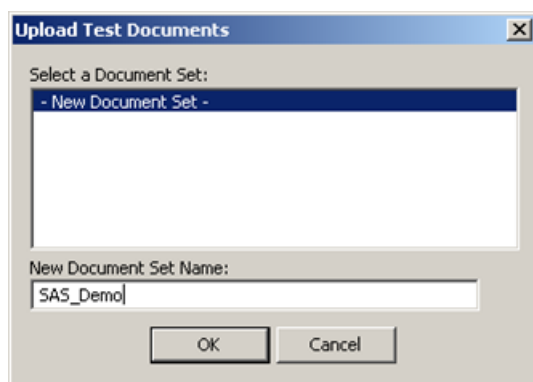 Upload Test Documents
Select a Document Set:
- New Document Set -
New Document Set Name:
SAS_Demo
OK Cancel